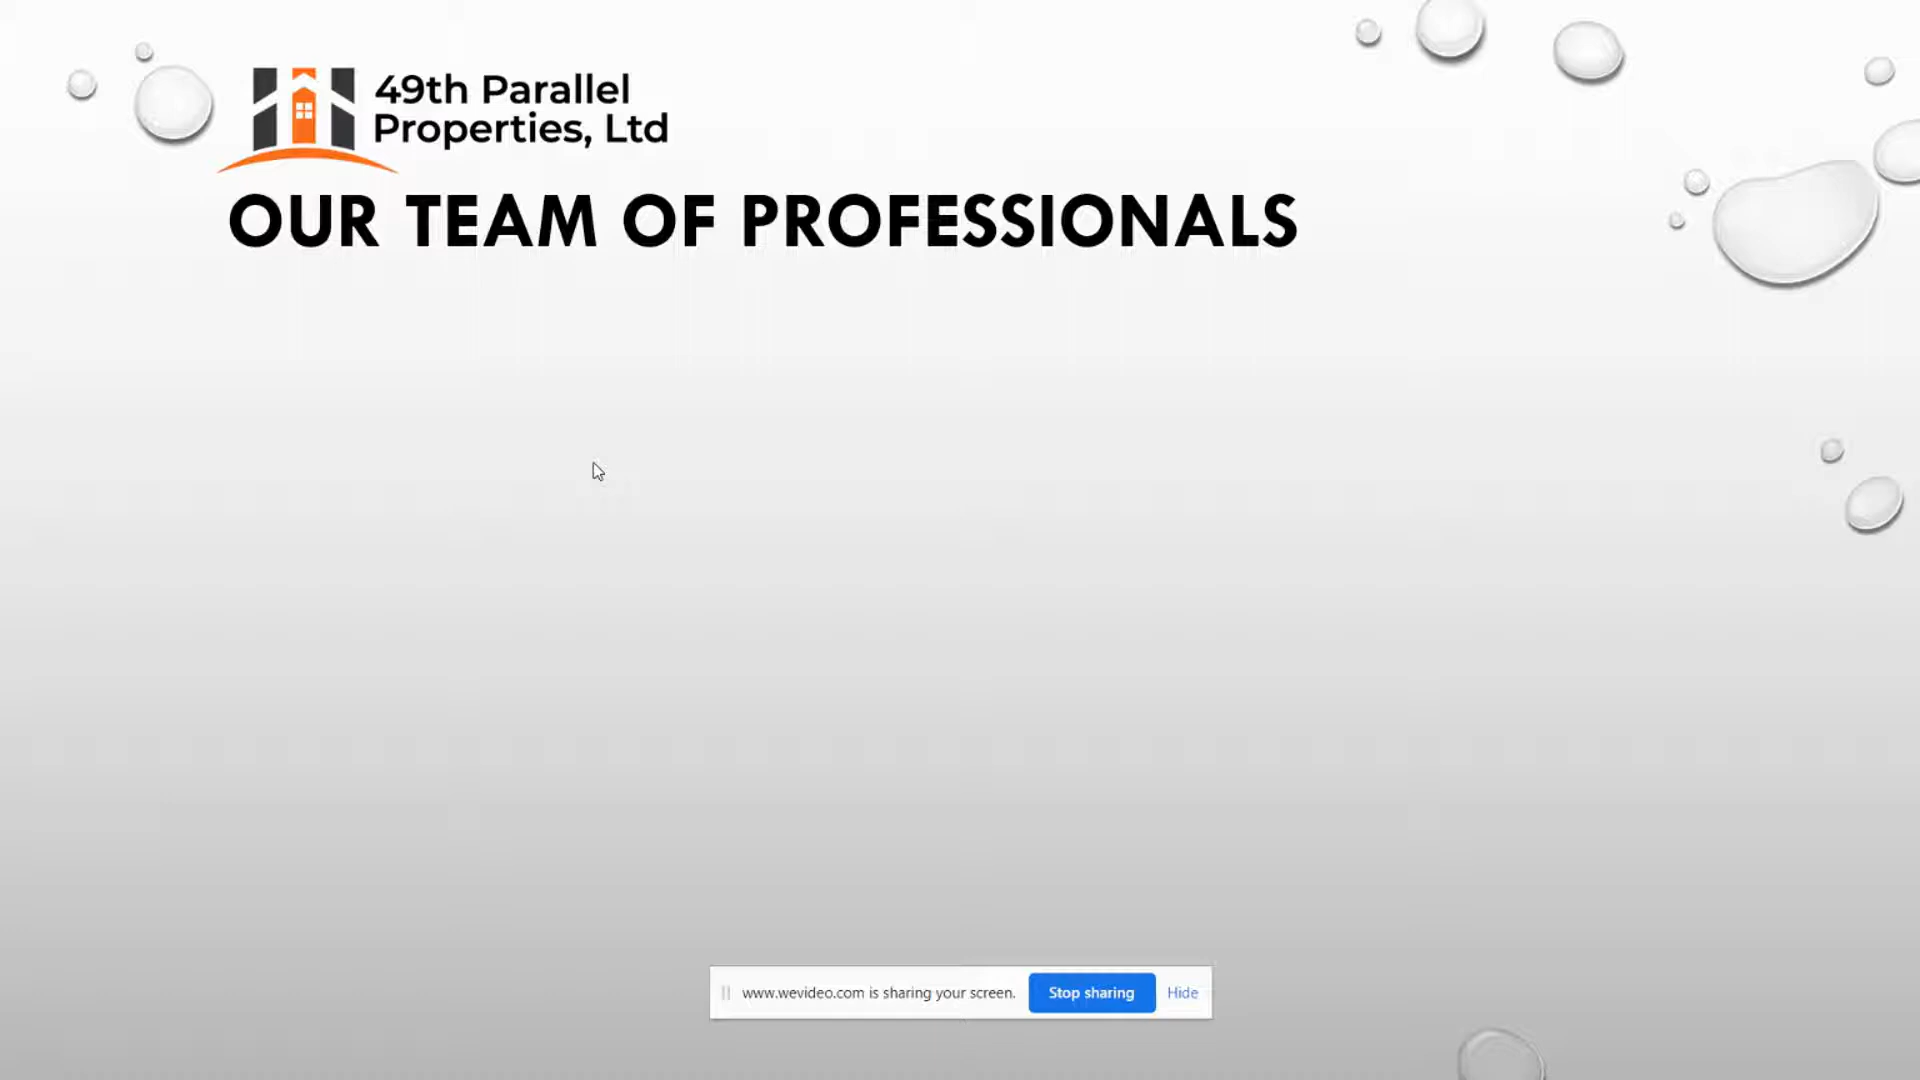 49th Parallel
Properties, Ltd
OUR TEAM OF PROFESSIONALS
www.wevideo.com is sharing your screen. Stop sharing Hide